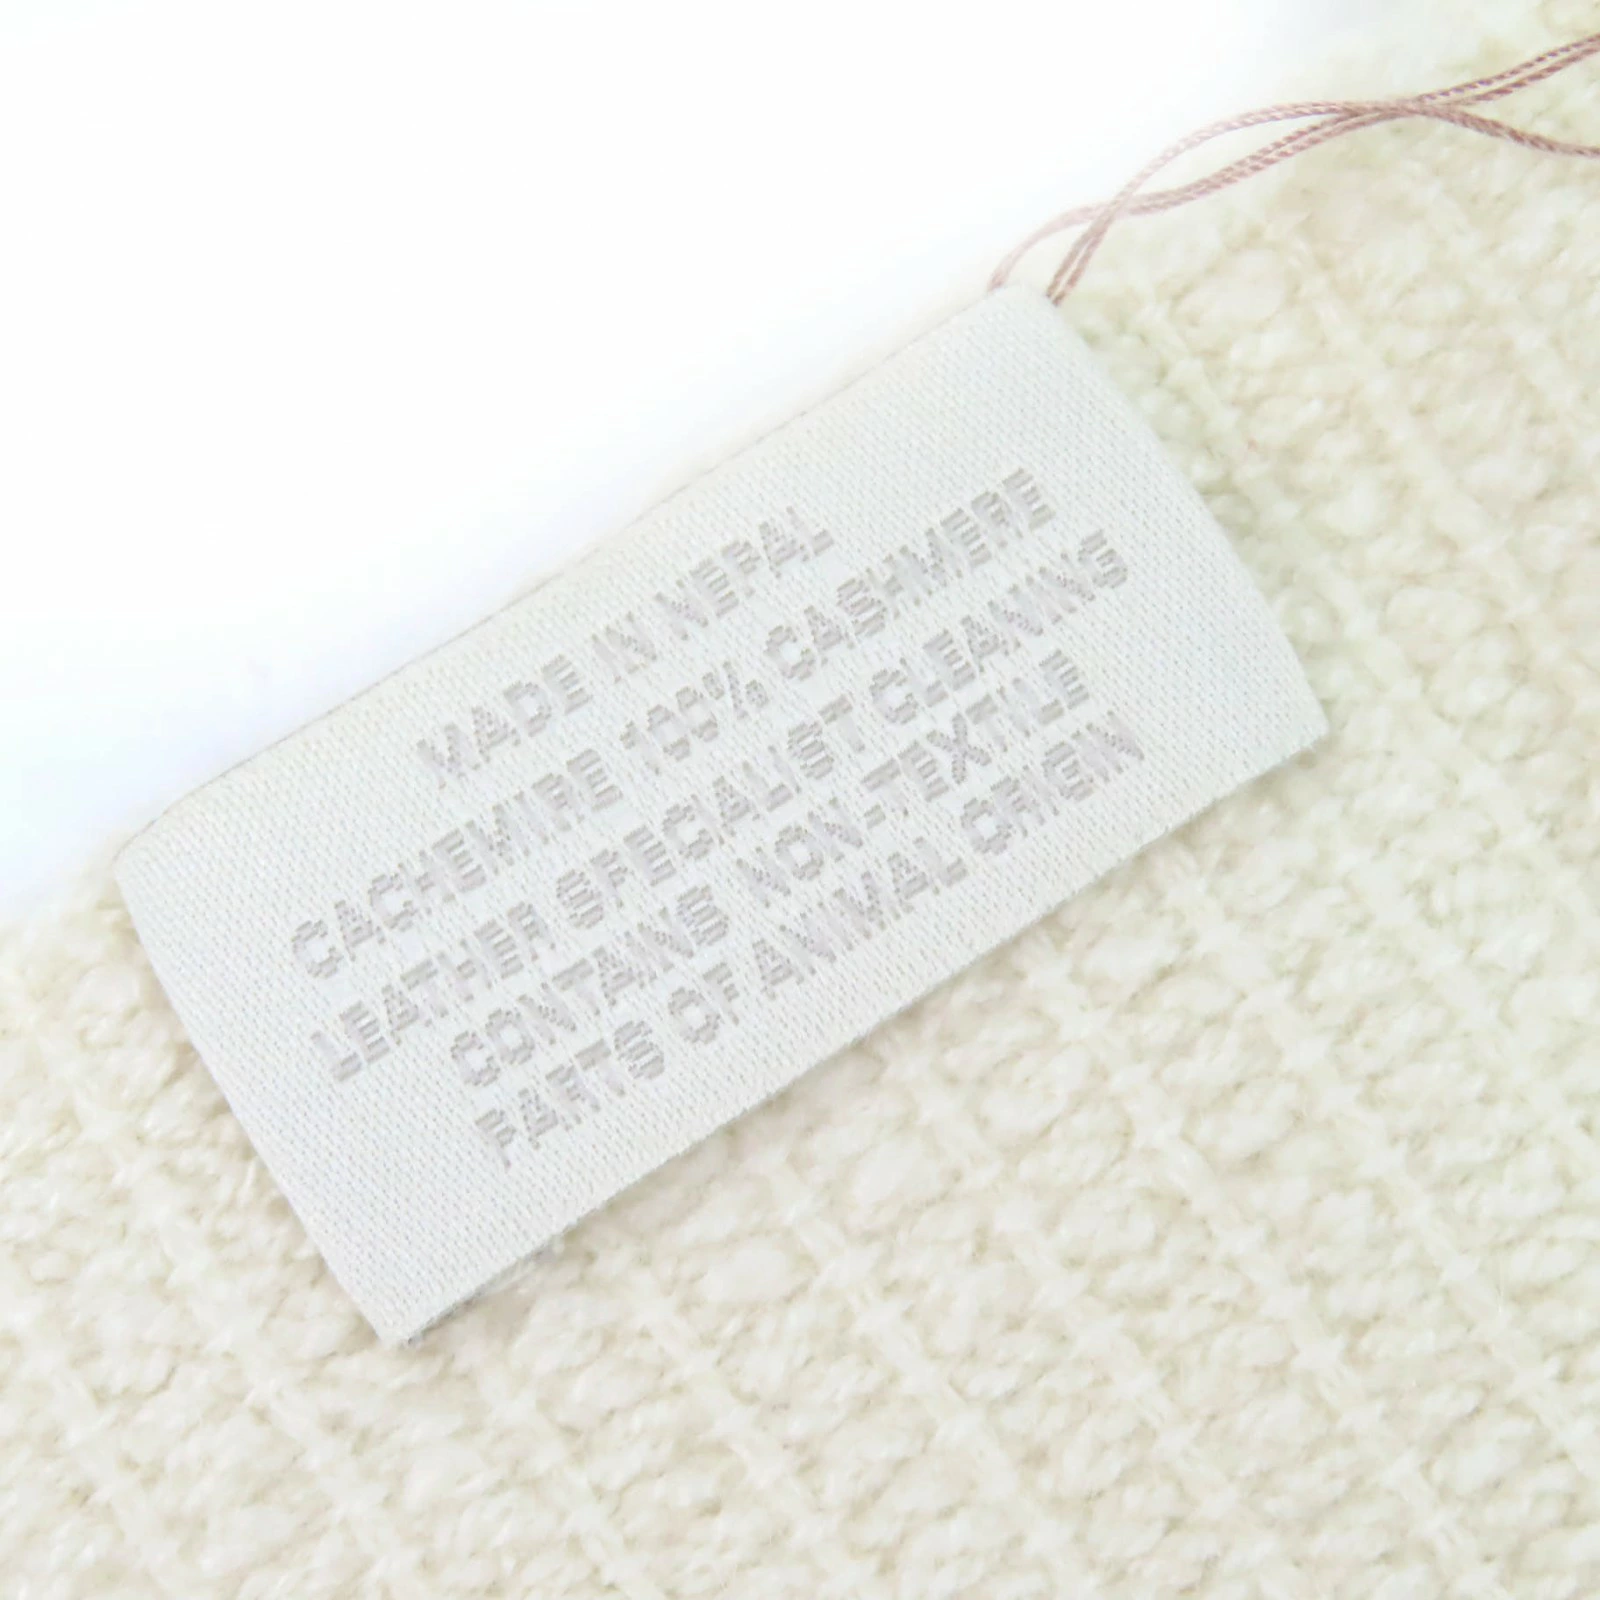 MADE IN NEPAL
CACHEMIRE 100% CASHMERE
LEATHER SPECIALIST CLEANING
CONTAINS NON-TEXTILE
PARTS OF ANIMAL ORIGIN